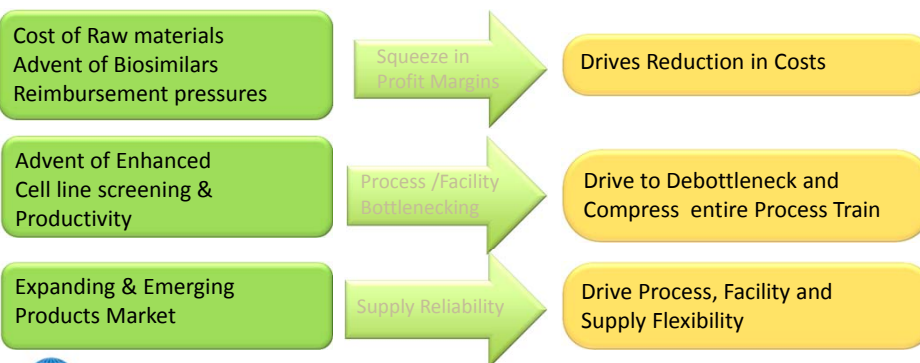 Cost of Raw materials
Advent of Biosimilars
Reimbursement pressures
Squeeze in
Profit Margins
Drives Reduction in Costs
Advent of Enhanced
Cell line screening &
Productivity
Process /Facility
Bottlenecking
Drive to Debottleneck and
Compress entire Process Train
Expanding & Emerging
Products Market
Supply Reliability
Drive Process, Facility and
Supply Flexibility